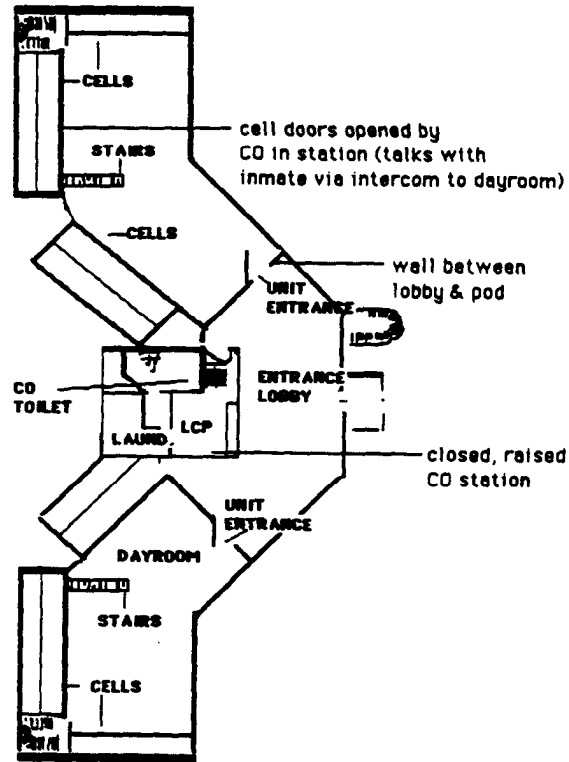 CELLS
cell doors opened by
CO in station (talks with
inmate via intercom to dayroom)
STAIRS
CELLS
wall between
lobby & pod
UNIT
ENTRANCE
CO
TOILET
ENTRANCE
LOBBY
LCP
LAUND.
closed, raised
CO station
UNIT
ENTRANCE
DAYROOM
STAIRS
CELLS